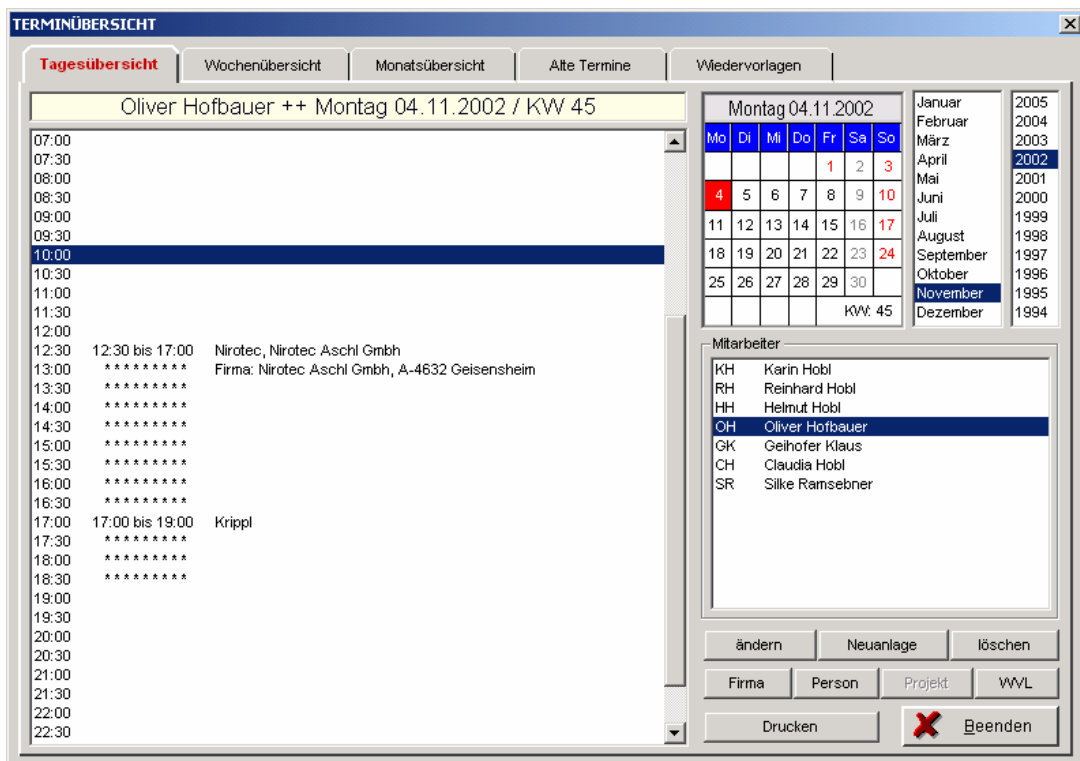 TERMINÜBERSICHT
Tagesübersicht Wochenübersicht Monatsübersicht Alte Termine Wiedervorlagen
Oliver Hofbauer ++ Montag 04.11.2002 / KW 45
07:00
07:30
08:00
08:30
09:00
09:30
10:00
10:30
11:00
11:30
12:00
12:30 12:30 bis 17:00 Nirotec, Nirotec Aschl Gmbh
13:00 * * * * * * * * * Firma: Nirotec Aschl Gmbh, A-4632 Geisensheim
13:30 * * * * * * * * *
14:00 * * * * * * * * *
14:30 * * * * * * * * *
15:00 * * * * * * * * *
15:30 * * * * * * * * *
16:00 * * * * * * * * *
16:30 * * * * * * * * *
17:00 17:00 bis 19:00 Krippl
17:30 * * * * * * * * *
18:00 * * * * * * * * *
18:30 * * * * * * * * *
19:00
19:30
20:00
20:30
21:00
21:30
22:00
22:30
Montag 04.11.2002
Mo Di Mi Do Fr Sa So
1 2 3
4 5 6 7 8 9 10
11 12 13 14 15 16 17
18 19 20 21 22 23 24
25 26 27 28 29 30
KW: 45
Januar
Februar
März
April
Mai
Juni
Juli
August
September
Oktober
November
Dezember
2005
2004
2003
2002
2001
2000
1999
1998
1997
1996
1995
1994
Mitarbeiter
KH Karin Hobl
RH Reinhard Hobl
HH Helmut Hobl
OH Oliver Hofbauer
GK Geihofer Klaus
CH Claudia Hobl
SR Silke Ramsebner
ändern Neuanlage löschen
Firma Person Projekt WVL
Drucken Beenden